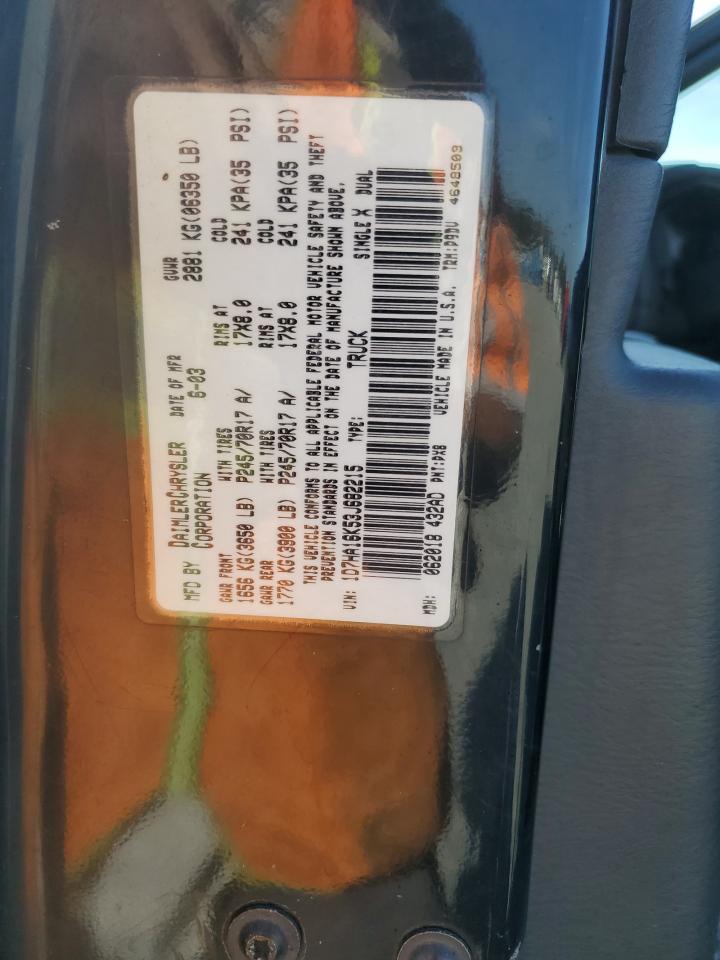 MFD BY DAIMLERCHRYSLER CORPORATION DATE OF MFR 6-03 GVWR 2881 KG(06350 LB)
GAWR FRONT WITH TIRES RIMS AT COLD
1656 KG(3650 LB) P245/70R17 A/ 17X8.0 241 KPA(35 PSI)
GAWR REAR WITH TIRES RIMS AT COLD
1770 KG(3900 LB) P245/70R17 A/ 17X8.0 241 KPA(35 PSI)
THIS VEHICLE CONFORMS TO ALL APPLICABLE FEDERAL MOTOR VEHICLE SAFETY AND THEFT
PREVENTION STANDARDS IN EFFECT ON THE DATE OF MANUFACTURE SHOWN ABOVE.
VIN: 1D7HA16K53J682215 TYPE: TRUCK SINGLE X DUAL
MDH: 062018 432AD PNT:PX8 VEHICLE MADE IN U.S.A. TRM:D9DV 4648509